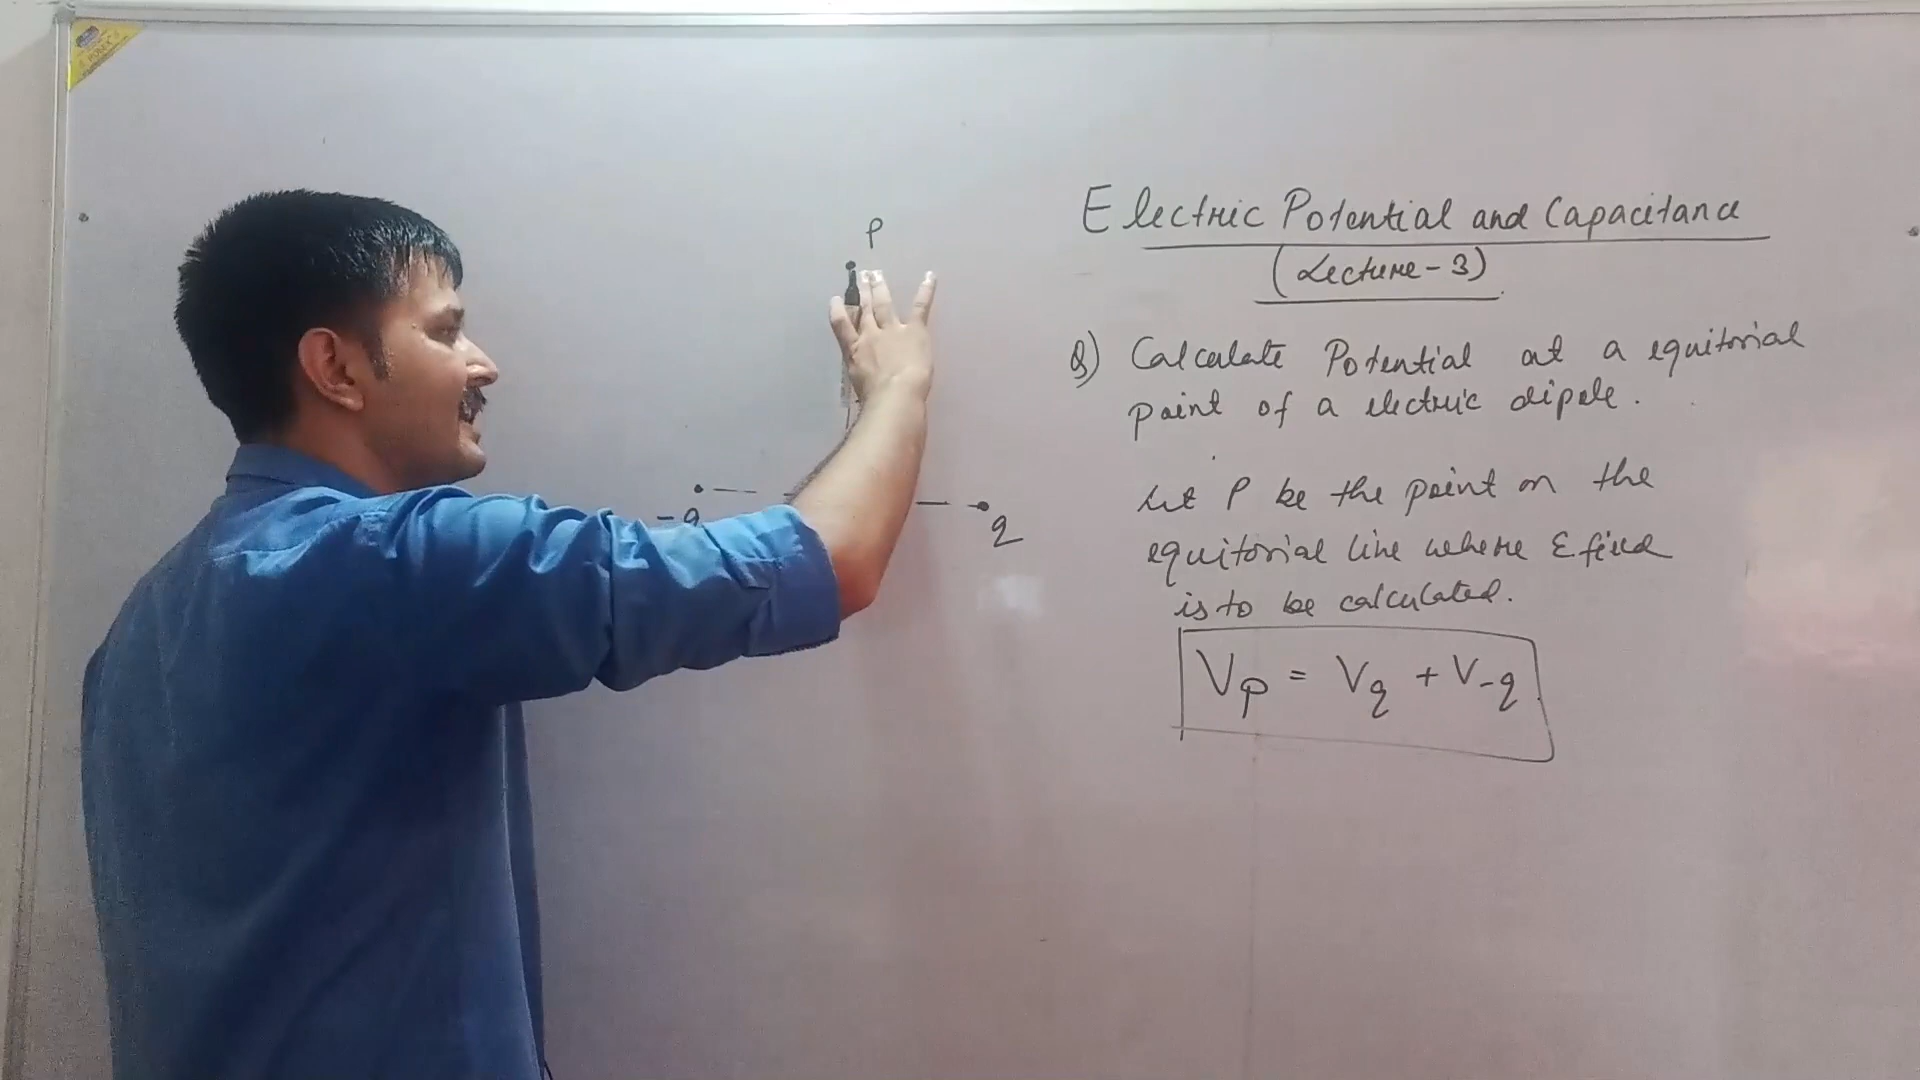 P
-q
q
Electric Potential and Capacitance
(Lecture-3)
Q) Calculate Potential at a equitorial
point of a electric dipole.
Let P be the point on the
equitorial line where E field
is to be calculated.
Vp = Vq + V-q